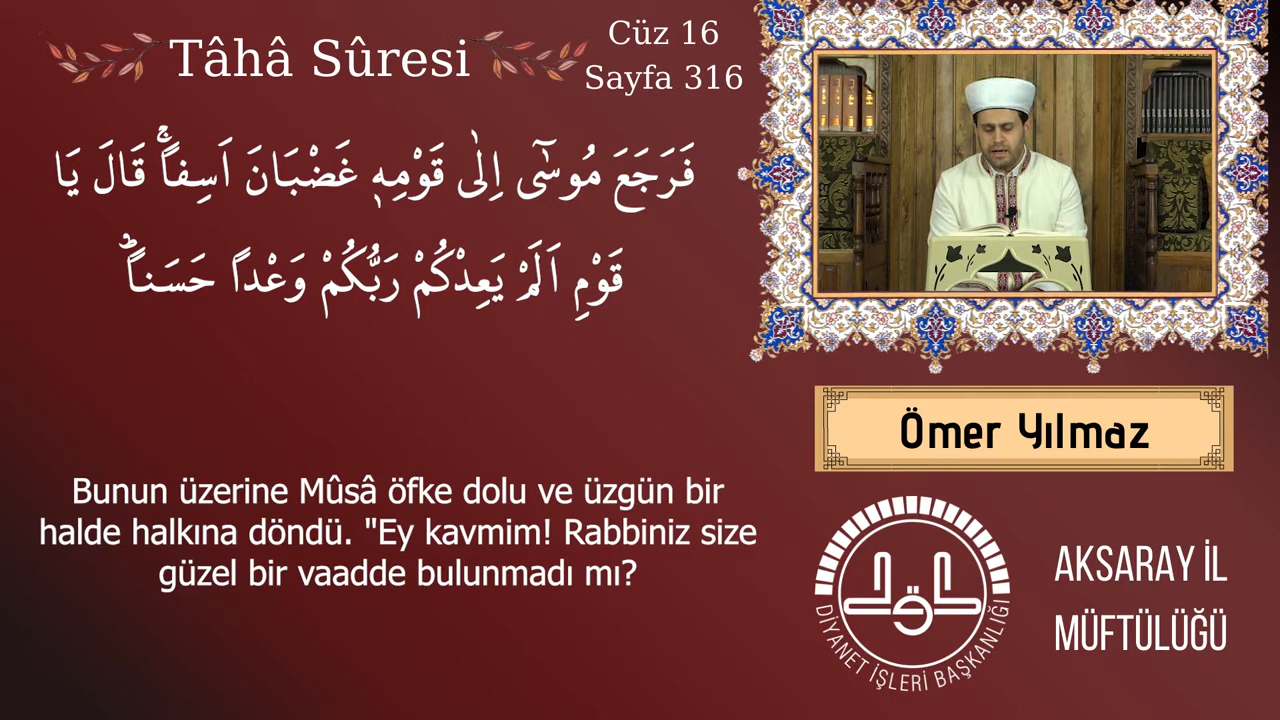 Tâhâ Sûresi
Cüz 16
Sayfa 316
فَرَجَعَ مُوسٰٓى اِلٰى قَوْمِه۪ غَضْبَانَ اَسِفاًۚ قَالَ يَا
قَوْمِ اَلَمْ يَعِدْكُمْ رَبُّكُمْ وَعْداً حَسَناًؕ
Bunun üzerine Mûsâ öfke dolu ve üzgün bir
halde halkına döndü. "Ey kavmim! Rabbiniz size
güzel bir vaadde bulunmadı mı?
Ömer Yılmaz
DİYANET İŞLERİ BAŞKANLIĞI
AKSARAY İL
MÜFTÜLÜĞÜ